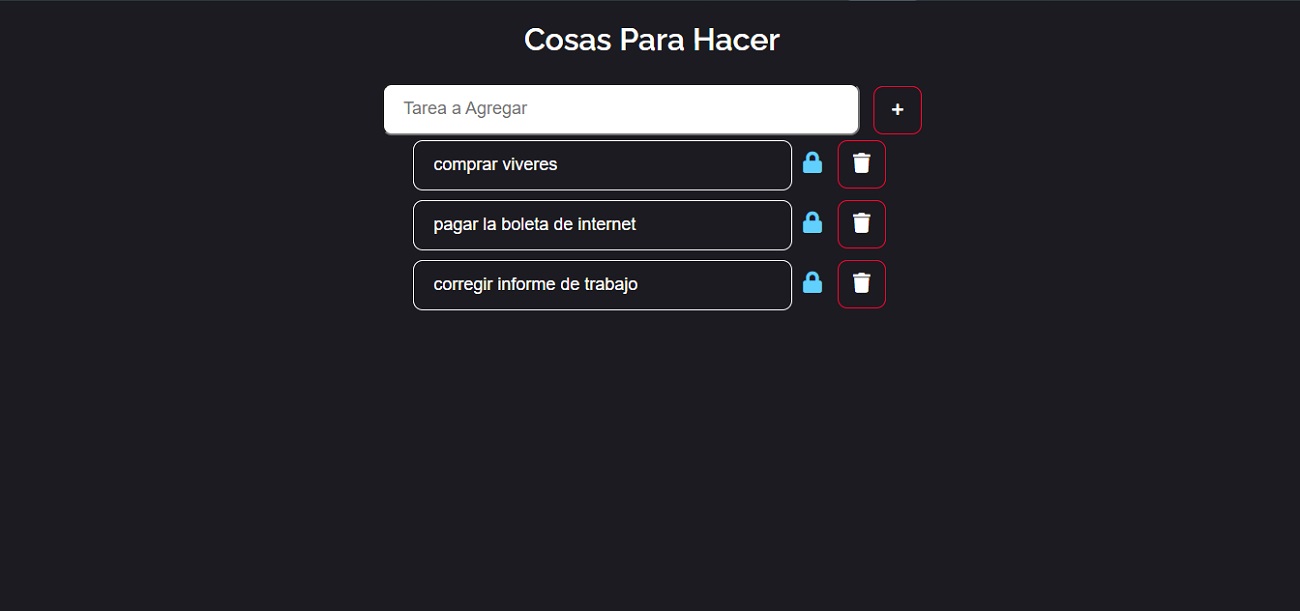 Cosas Para Hacer
Tarea a Agregar
+
comprar viveres
pagar la boleta de internet
corregir informe de trabajo